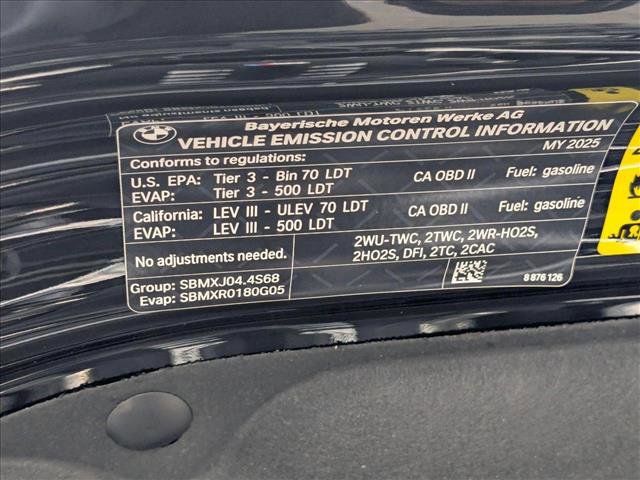 BMW
Bayerische Motoren Werke AG
VEHICLE EMISSION CONTROL INFORMATION
Conforms to regulations: MY 2025
U.S. EPA: Tier 3 - Bin 70 LDT CA OBD II Fuel: gasoline
EVAP: Tier 3 - 500 LDT
California: LEV III - ULEV 70 LDT CA OBD II Fuel: gasoline
EVAP: LEV III - 500 LDT
No adjustments needed. 2WU-TWC, 2TWC, 2WR-HO2S,
2HO2S, DFI, 2TC, 2CAC
Group: SBMXJ04.4S68
Evap: SBMXR0180G05 8 876 126